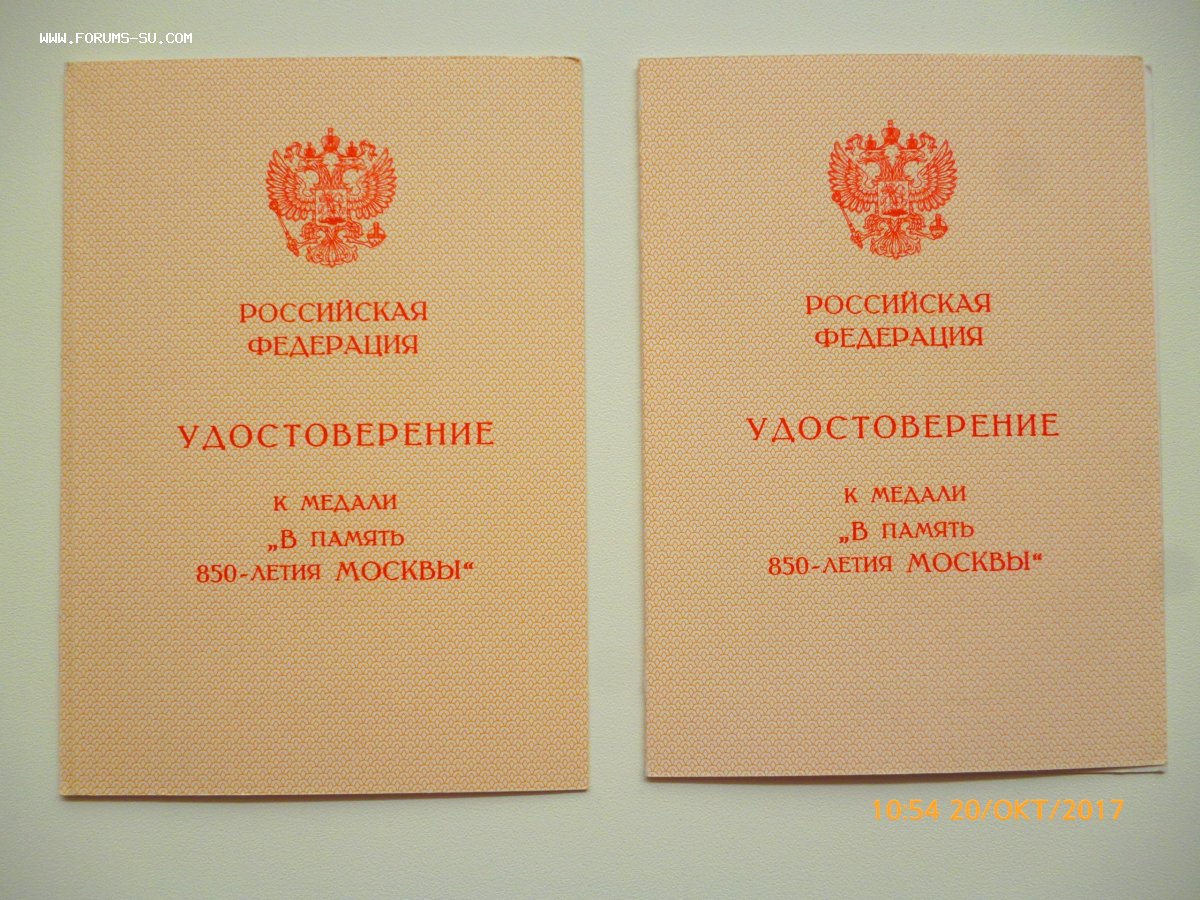 WWW.FORUMS-SU.COM
РОССИЙСКАЯ
ФЕДЕРАЦИЯ
УДОСТОВЕРЕНИЕ
К МЕДАЛИ
„В ПАМЯТЬ
850-ЛЕТИЯ МОСКВЫ“
РОССИЙСКАЯ
ФЕДЕРАЦИЯ
УДОСТОВЕРЕНИЕ
К МЕДАЛИ
„В ПАМЯТЬ
850-ЛЕТИЯ МОСКВЫ“
10:54 20/ОКТ/2017